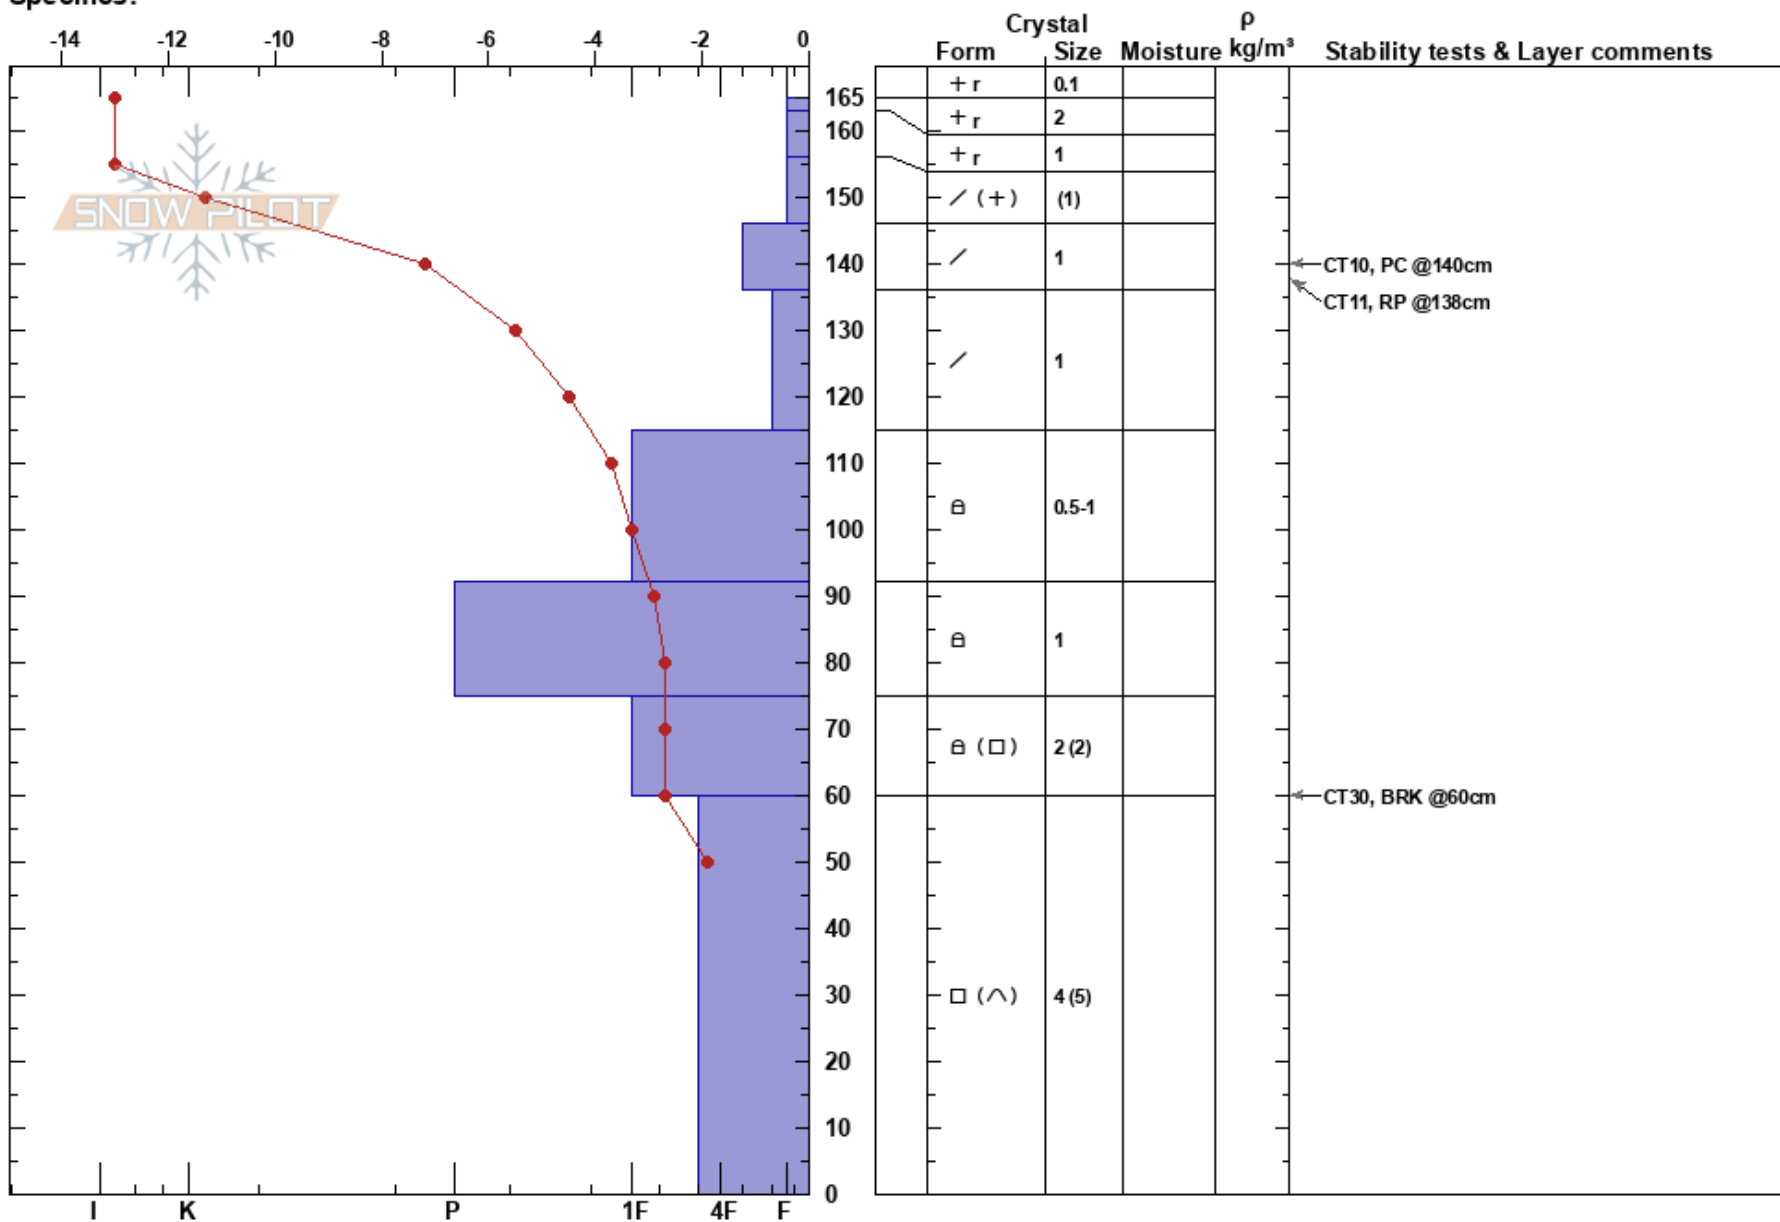 Specifics:
Crystal ρ
-14 -12 -10 -8 -6 -4 -2 0 Form Size Moisture kg/m³ Stability tests & Layer comments
165 + r 0.1
160 + r 2
+ r 1
SNOW PILOT 150 / (+) (1)
140 / 1 CT10, PC @140cm
CT11, RP @138cm
130
/ 1
120
110
0.5-1
100
90
80 1
70 2 (2)
60 CT30, BRK @60cm
50
40
30 □ (∧) 4 (5)
20
10
0
I K P 1F 4F F